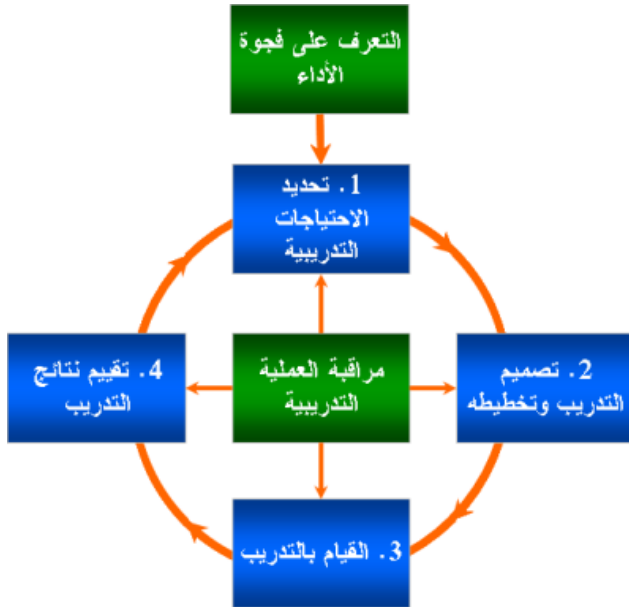 التعرف على فجوة
الأداء
1. تحديد
الاحتياجات
التدريبية
2. تصميم
التدريب وتخطيطه
مراقبة العملية
التدريبية
4. تقييم نتائج
التدريب
3. القيام بالتدريب